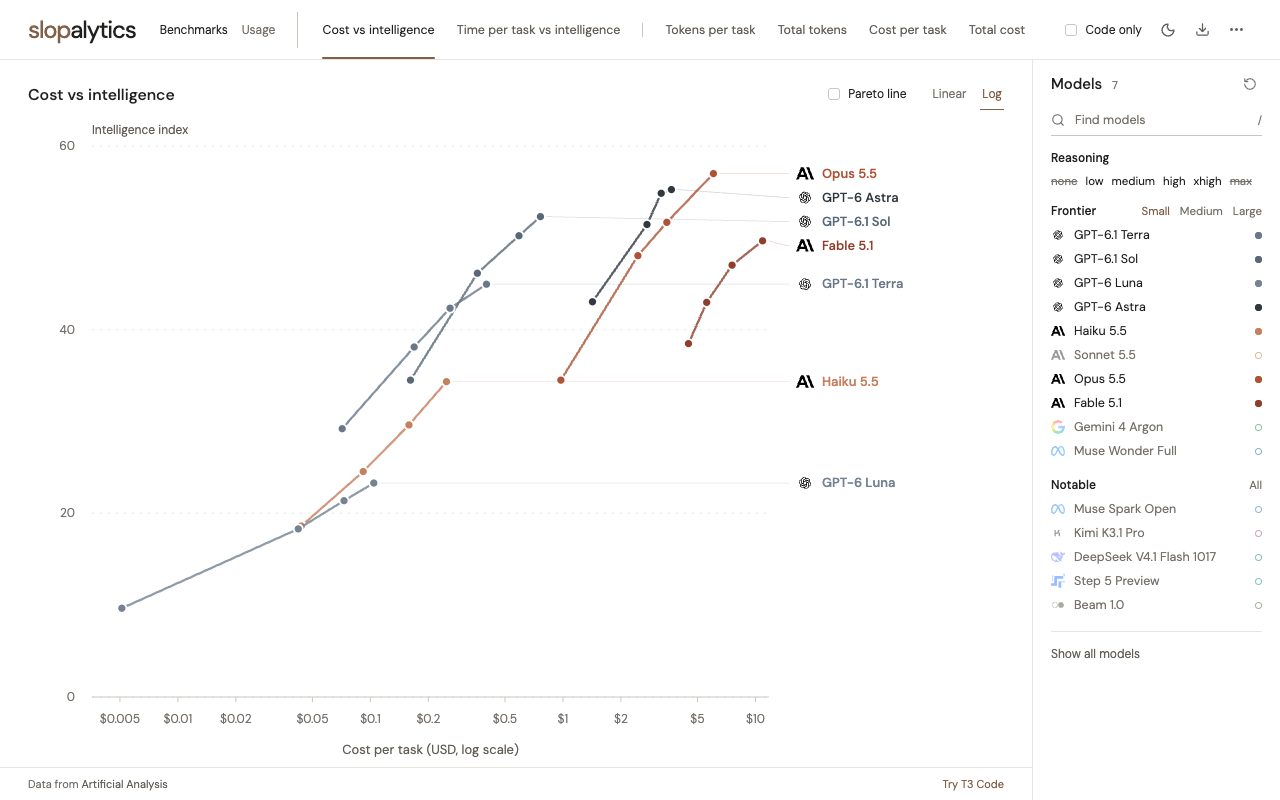 slopalytics
Benchmarks Usage
Cost vs intelligence Time per task vs intelligence Tokens per task Total tokens Cost per task Total cost
Code only
Cost vs intelligence
Pareto line Linear Log
Intelligence index
60
40
20
0
Opus 5.5
GPT-6 Astra
GPT-6.1 Sol
Fable 5.1
GPT-6.1 Terra
Haiku 5.5
GPT-6 Luna
$0.005 $0.01 $0.02 $0.05 $0.1 $0.2 $0.5 $1 $2 $5 $10
Cost per task (USD, log scale)
Data from Artificial Analysis
Try T3 Code
Models 7
Find models /
Reasoning
none low medium high xhigh max
Frontier Small Medium Large
GPT-6.1 Terra
GPT-6.1 Sol
GPT-6 Luna
GPT-6 Astra
Haiku 5.5
Sonnet 5.5
Opus 5.5
Fable 5.1
Gemini 4 Argon
Muse Wonder Full
Notable All
Muse Spark Open
Kimi K3.1 Pro
DeepSeek V4.1 Flash 1017
Step 5 Preview
Beam 1.0
Show all models